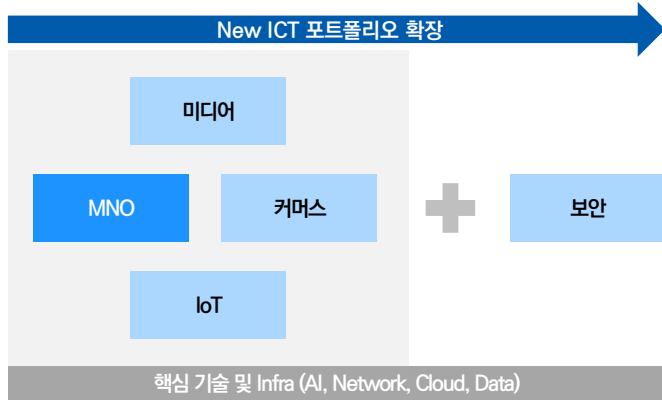 New ICT 포트폴리오 확장
미디어
MNO
커머스
보안
IoT
핵심 기술 및 Infra (AI, Network, Cloud, Data)